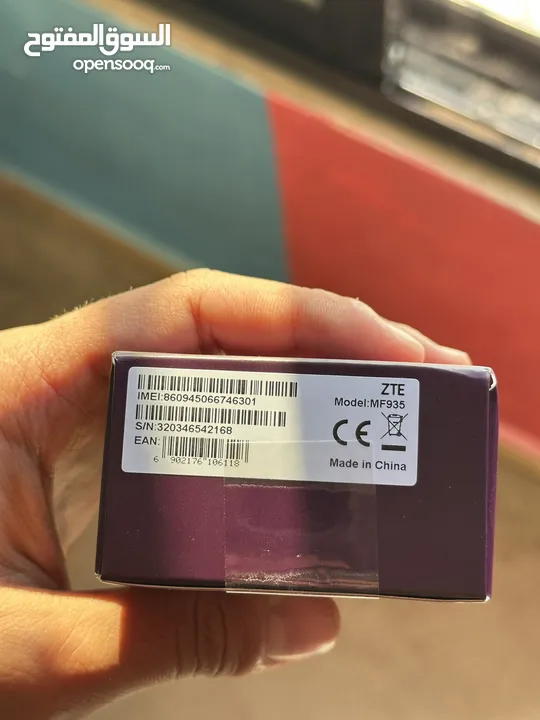 السوق المفتوح
opensooq.com
IMEI:860945066746301
S/N:320346542168
EAN:
6 902176 106118
ZTE
Model:MF935
CE
Made in China